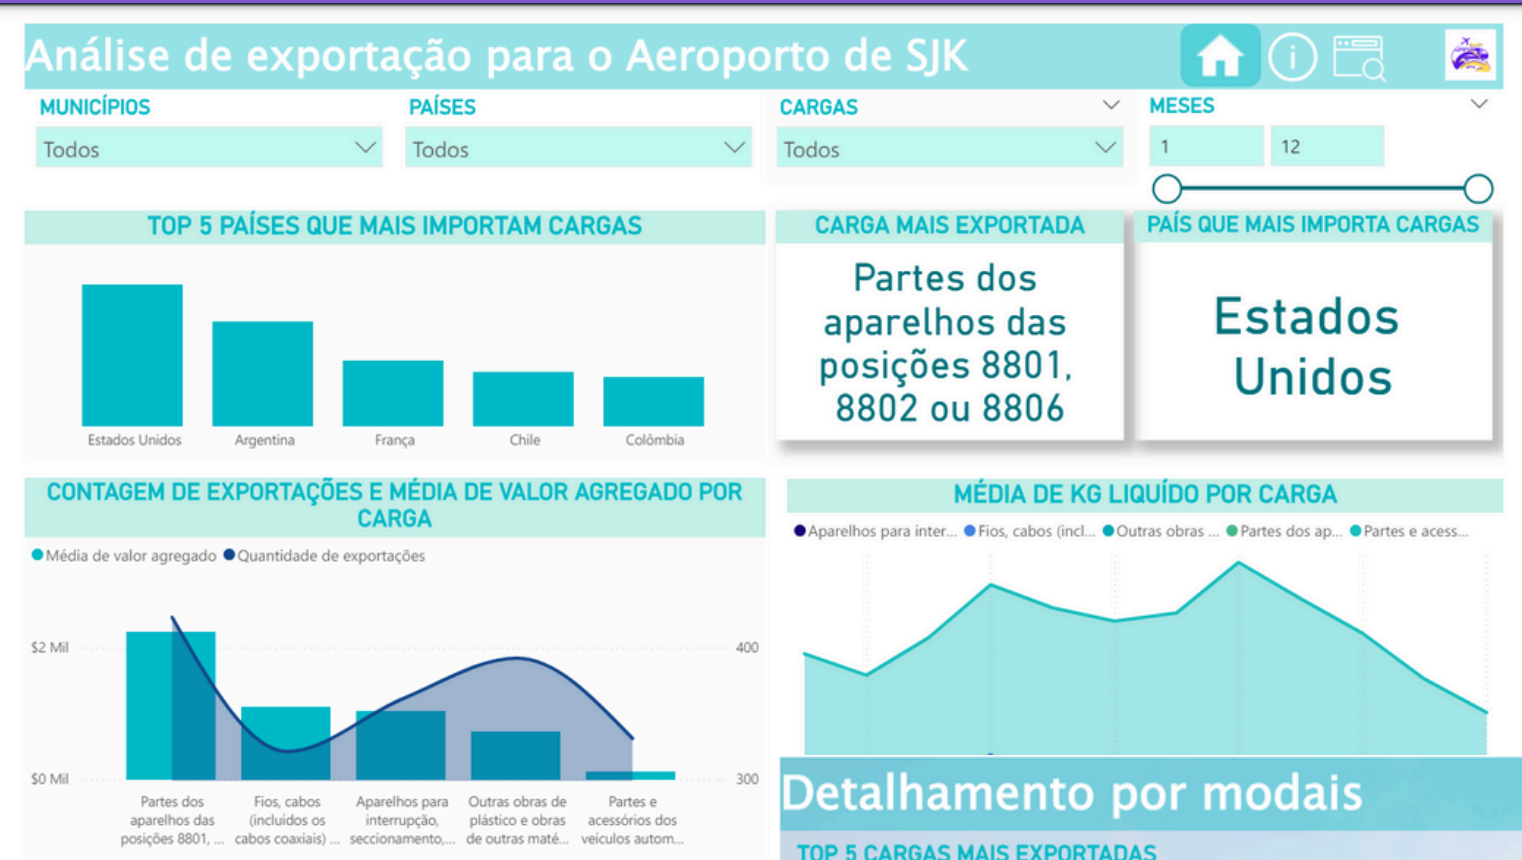 Análise de exportação para o Aeroporto de SJK
MUNICÍPIOS
Todos
PAÍSES
Todos
CARGAS
Todos
MESES
1
12
TOP 5 PAÍSES QUE MAIS IMPORTAM CARGAS
Estados Unidos
Argentina
França
Chile
Colômbia
CARGA MAIS EXPORTADA
Partes dos
aparelhos das
posições 8801,
8802 ou 8806
PAÍS QUE MAIS IMPORTA CARGAS
Estados
Unidos
CONTAGEM DE EXPORTAÇÕES E MÉDIA DE VALOR AGREGADO POR
CARGA
Média de valor agregado
Quantidade de exportações
$2 Mil
400
$0 Mil
300
Partes dos
aparelhos das
posições 8801, ...
Fios, cabos
(incluídos os
cabos coaxiais) ...
Aparelhos para
interrupção,
seccionamento,...
Outras obras de
plástico e obras
de outras maté...
Partes e
acessórios dos
veículos autom...
MÉDIA DE KG LIQUÍDO POR CARGA
Aparelhos para inter...
Fios, cabos (incl...
Outras obras ...
Partes dos ap...
Partes e acess...
Detalhamento por modais
TOP 5 CARGAS MAIS EXPORTADAS